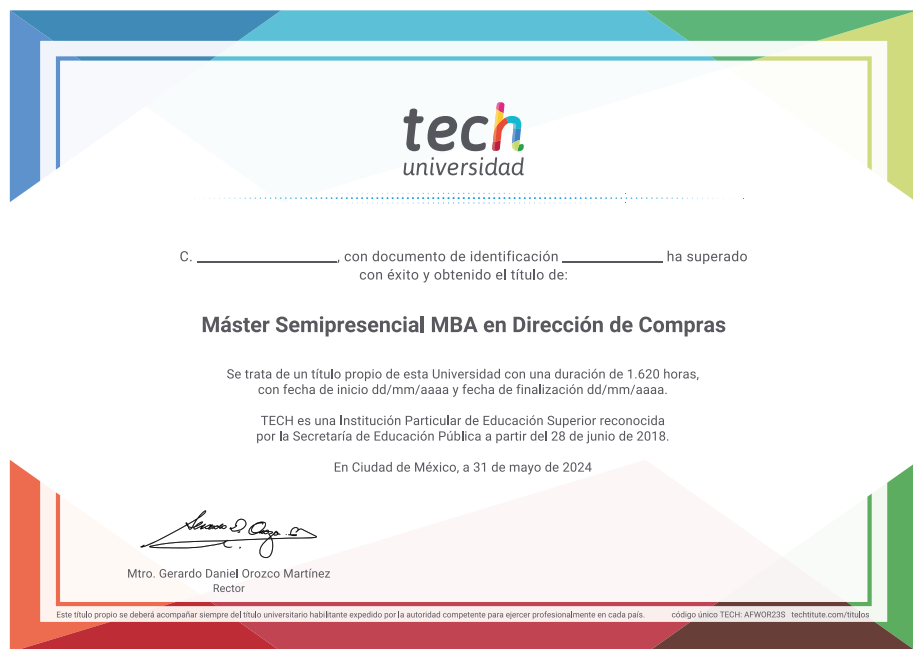 tech
universidad
C. ____________________, con documento de identificación ______________ ha superado
con éxito y obtenido el título de:
Máster Semipresencial MBA en Dirección de Compras
Se trata de un título propio de esta Universidad con una duración de 1.620 horas,
con fecha de inicio dd/mm/aaaa y fecha de finalización dd/mm/aaaa.
TECH es una Institución Particular de Educación Superior reconocida
por la Secretaría de Educación Pública a partir del 28 de junio de 2018.
En Ciudad de México, a 31 de mayo de 2024
Mtro. Gerardo Daniel Orozco Martínez
Rector
Este título propio se deberá acompañar siempre del título universitario habilitante expedido por la autoridad competente para ejercer profesionalmente en cada país. código único TECH: AFWOR23S techtitute.com/titulos